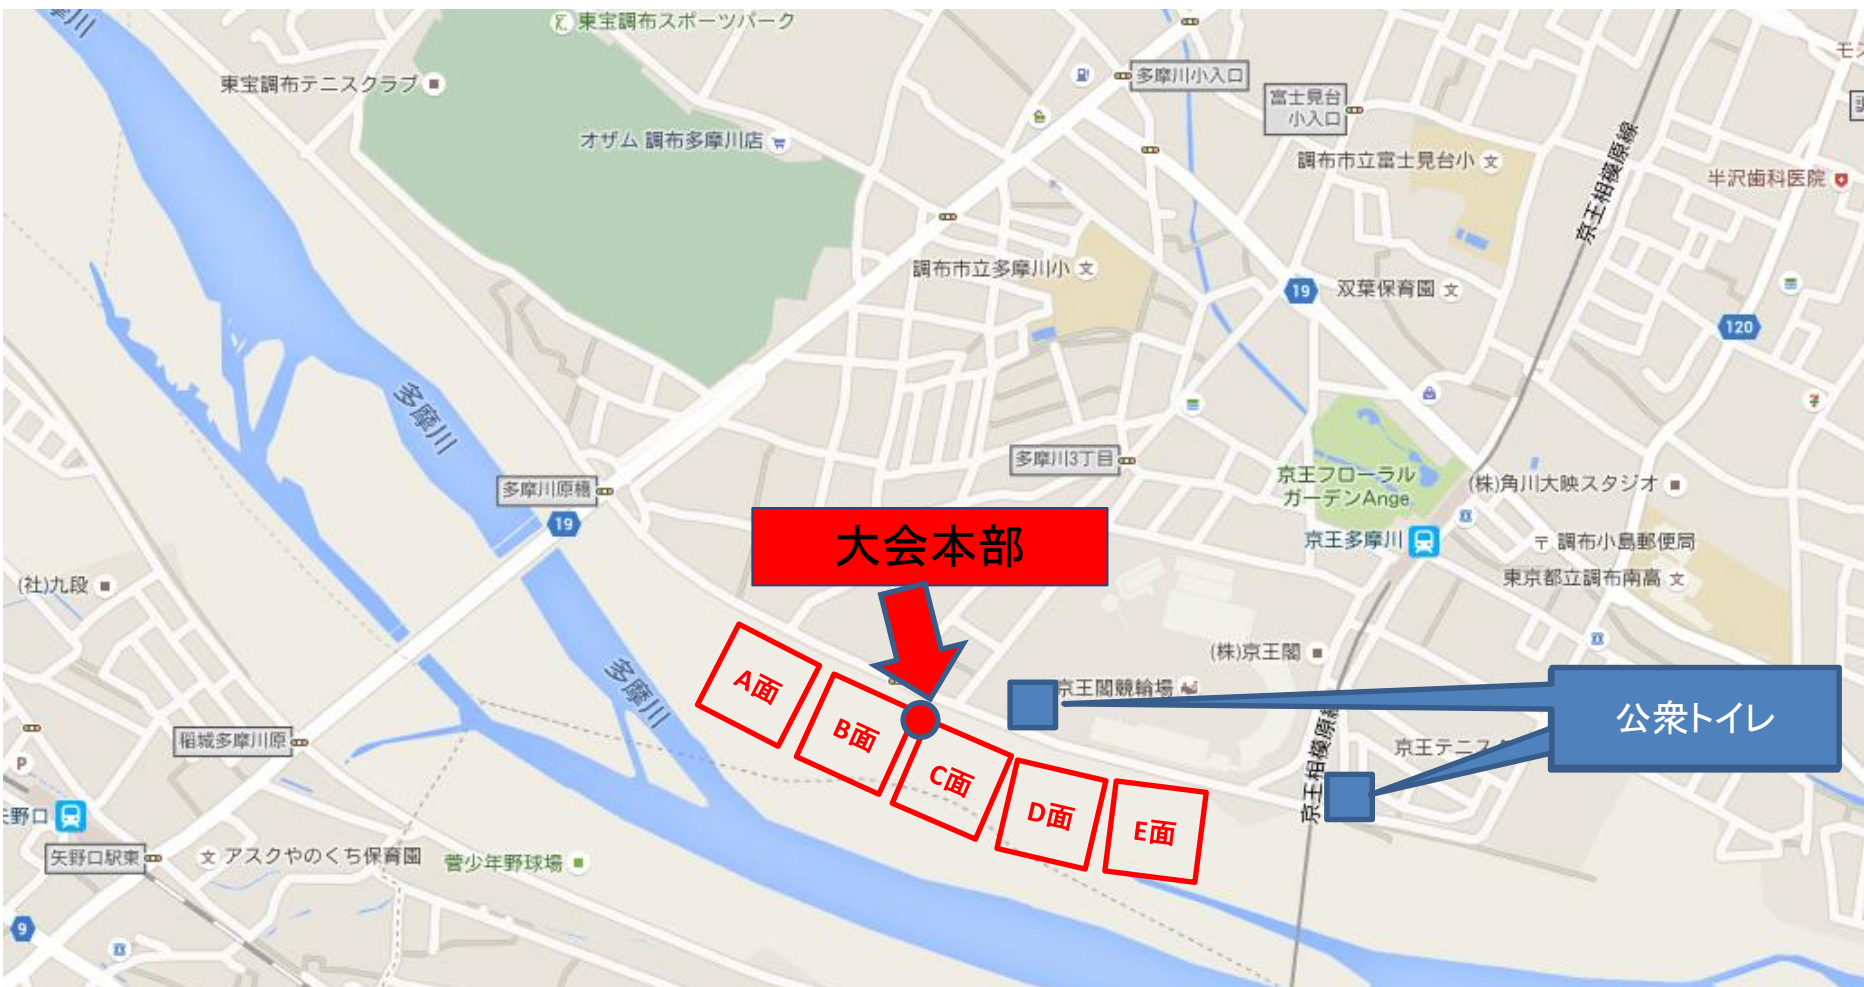 東宝調布スポーツパーク
多摩川
東宝調布テニスクラブ
多摩川小入口
富士見台
小入口
オザム 調布多摩川店
調布市立富士見台小
文
京王相模原線
半沢歯科医院
P
調布市立多摩川小
文
19
双葉保育園
文
120
多摩川
多摩川3丁目
京王フローラル
ガーデンAnge
(株)角川大映スタジオ
多摩川原橋
19
大会本部
京王多摩川
〒 調布小島郵便局
東京都立調布南高
文
(社)九段
(株)京王閣
多摩川
A面
京王閣競輪場
公衆トイレ
B面
稲城多摩川原
京王テニスク
P
C面
京王相模原線
D面
E面
矢野口
矢野口駅東
文
アスクやのくち保育園
菅少年野球場
9